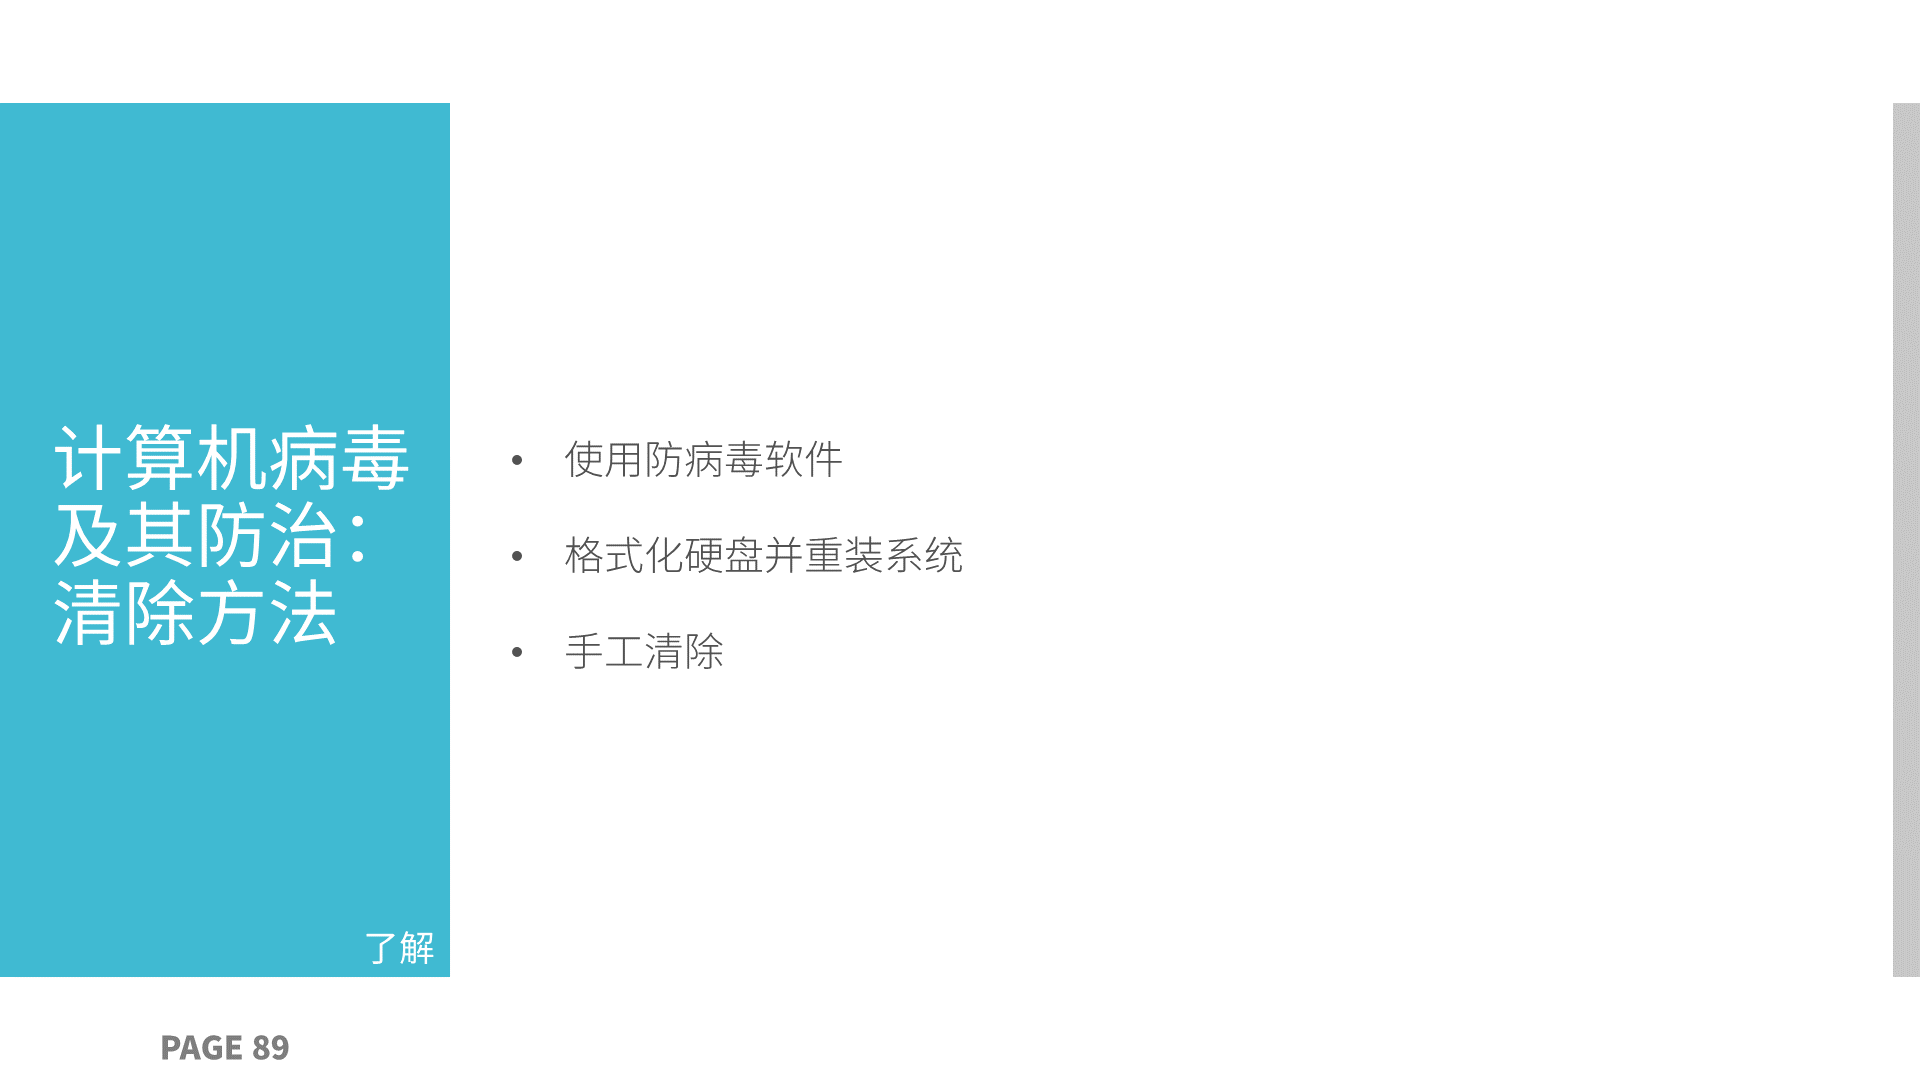 计算机病毒
及其防治：
清除方法
了解
• 使用防病毒软件
• 格式化硬盘并重装系统
• 手工清除
PAGE 89